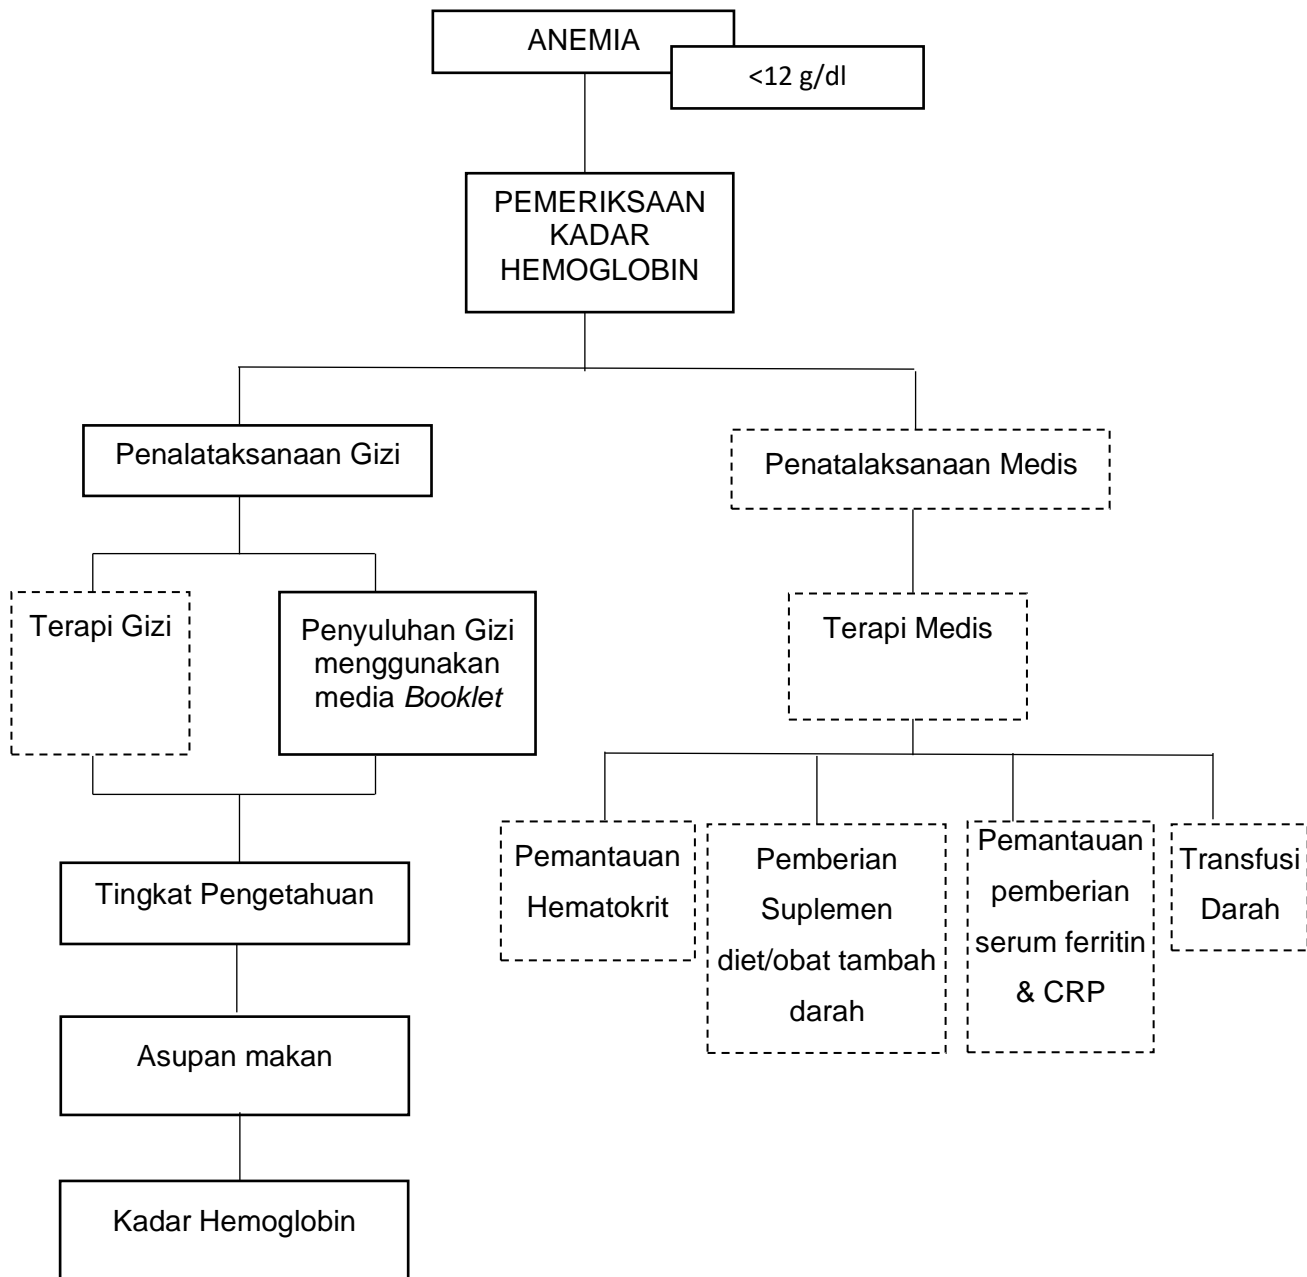 ANEMIA
<12 g/dl
PEMERIKSAAN
KADAR
HEMOGLOBIN
Penalataksanaan Gizi
Penatalaksanaan Medis
Terapi Gizi
Penyuluhan Gizi
menggunakan
media Booklet
Terapi Medis
Tingkat Pengetahuan
Pemantauan
Hematokrit
Pemberian
Suplemen
diet/obat tambah
darah
Pemantauan
pemberian
serum ferritin
& CRP
Transfusi
Darah
Asupan makan
Kadar Hemoglobin